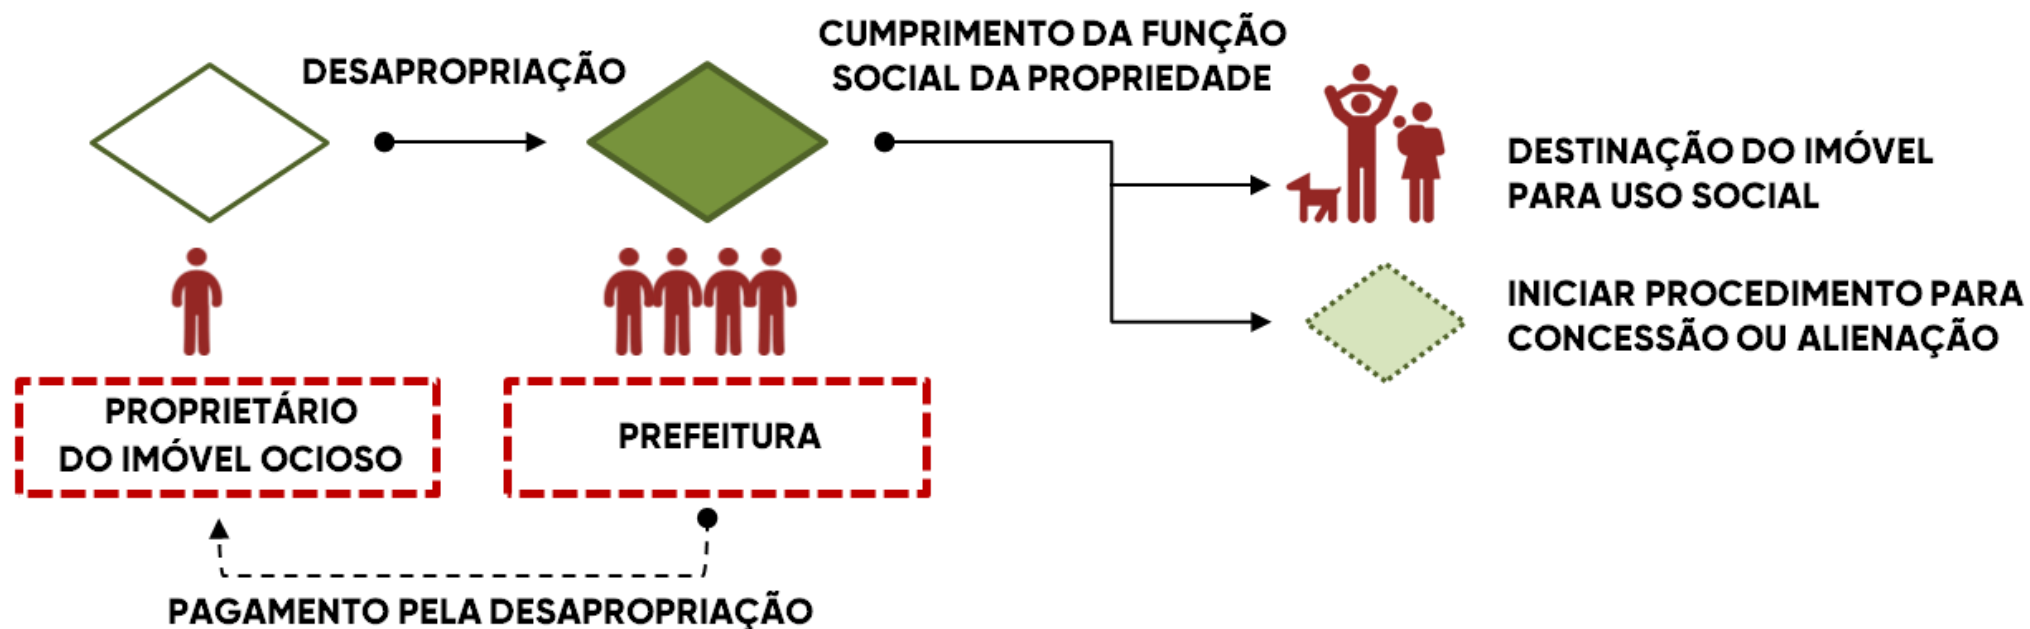 DESAPROPRIAÇÃO
CUMPRIMENTO DA FUNÇÃO
SOCIAL DA PROPRIEDADE
DESTINAÇÃO DO IMÓVEL
PARA USO SOCIAL
INICIAR PROCEDIMENTO PARA
CONCESSÃO OU ALIENAÇÃO
PROPRIETÁRIO
DO IMÓVEL OCIOSO
PREFEITURA
PAGAMENTO PELA DESAPROPRIAÇÃO